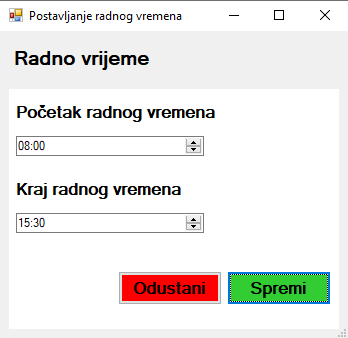 Postavljanje radnog vremena
Radno vrijeme
Početak radnog vremena
08:00
Kraj radnog vremena
15:30
Odustani
Spremi